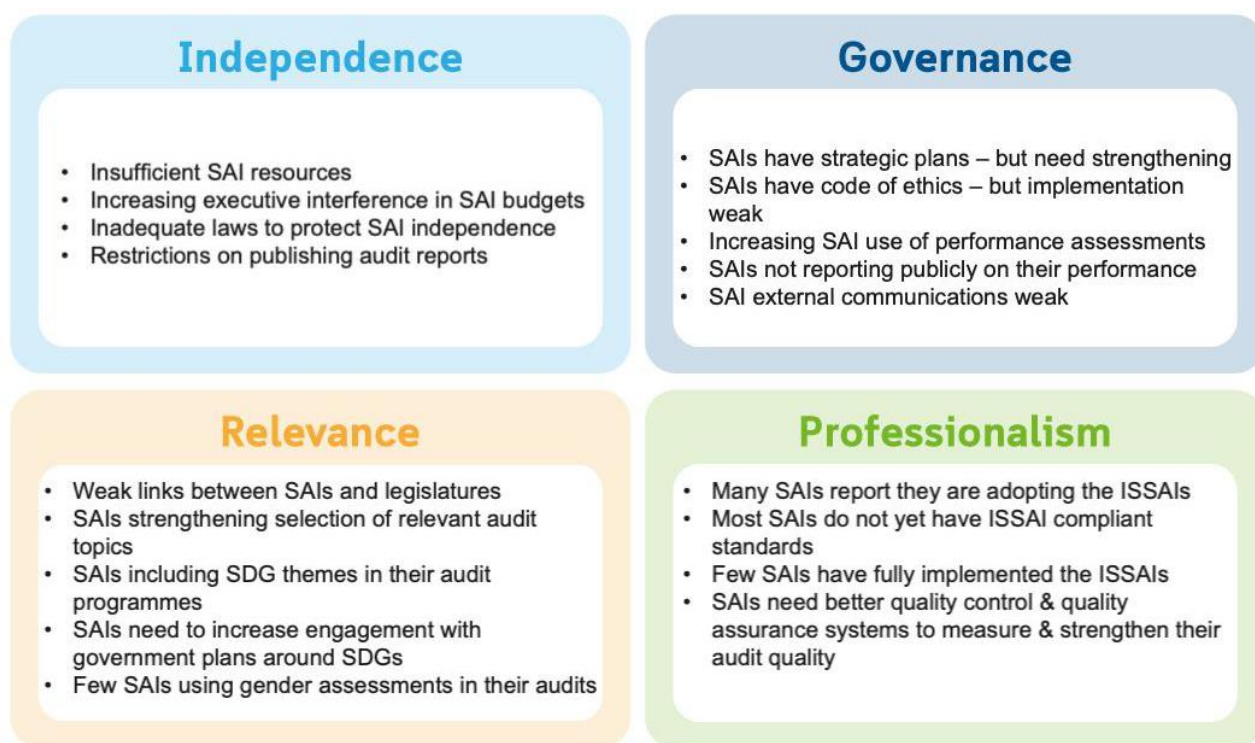 Independence
• Insufficient SAI resources
• Increasing executive interference in SAI budgets
• Inadequate laws to protect SAI independence
• Restrictions on publishing audit reports
Governance
• SAIs have strategic plans – but need strengthening
• SAIs have code of ethics – but implementation
weak
• Increasing SAI use of performance assessments
• SAIs not reporting publicly on their performance
• SAI external communications weak
Relevance
• Weak links between SAIs and legislatures
• SAIs strengthening selection of relevant audit
topics
• SAIs including SDG themes in their audit
programmes
• SAIs need to increase engagement with
government plans around SDGs
• Few SAIs using gender assessments in their audits
Professionalism
• Many SAIs report they are adopting the ISSAIs
• Most SAIs do not yet have ISSAI compliant
standards
• Few SAIs have fully implemented the ISSAIs
• SAIs need better quality control & quality
assurance systems to measure & strengthen their
audit quality